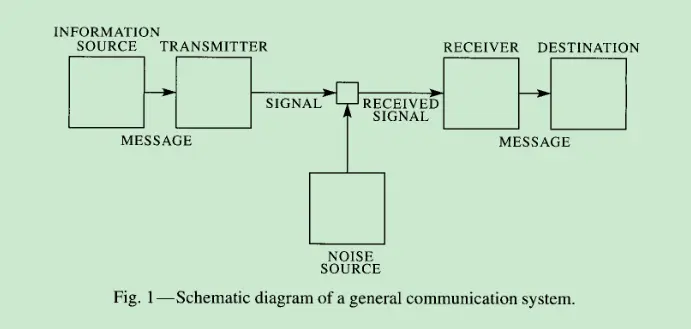 INFORMATION
SOURCE
TRANSMITTER
RECEIVER
DESTINATION
SIGNAL
RECEIVED
SIGNAL
MESSAGE
MESSAGE
NOISE
SOURCE
Fig. 1—Schematic diagram of a general communication system.